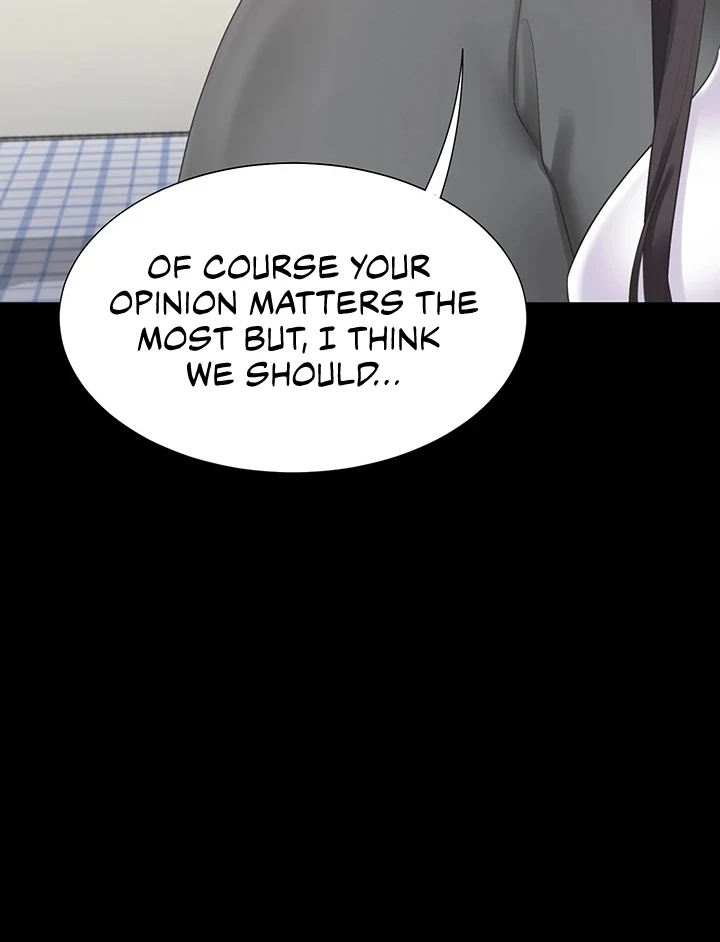 OF COURSE YOUR
OPINION MATTERS THE
MOST BUT, I THINK
WE SHOULD...